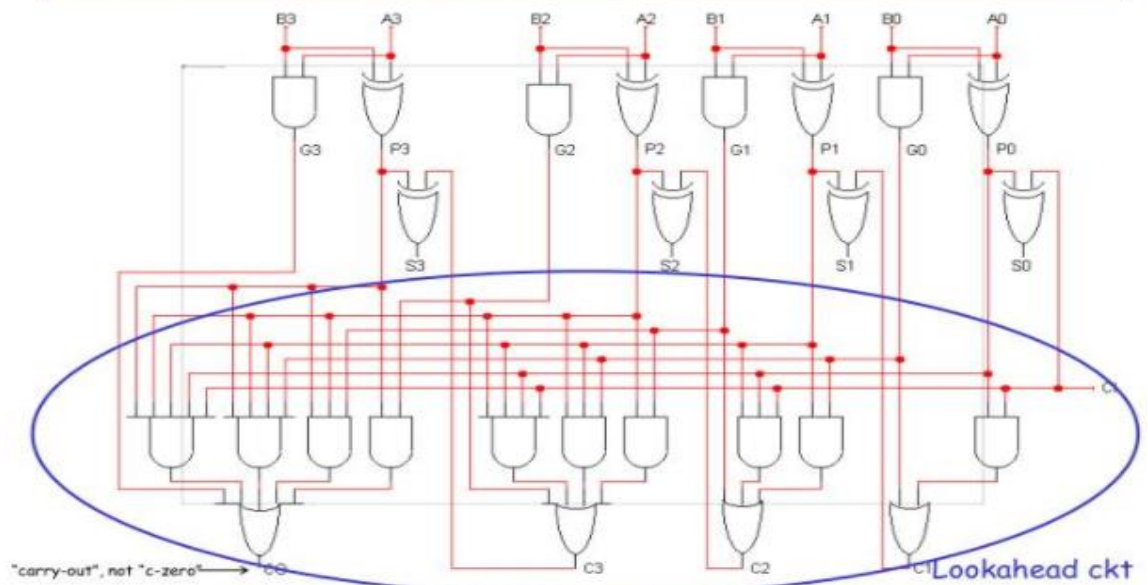 B3 A3 B2 A2 B1 A1 B0 A0
G3 P3 G2 P2 G1 P1 G0 P0
S3 S2 S1 S0
"carry-out", not "c-zero" CO C3 C2 C1 Lookahead ckt